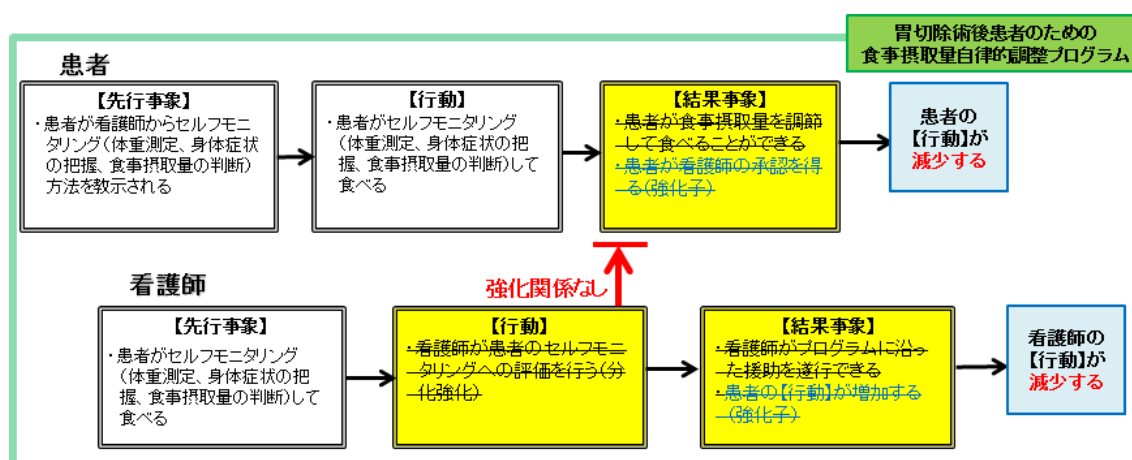 胃切除術後患者のための
食事摂取量自律的調整プログラム
患者
【先行事象】
・患者が看護師からセルフモニ
タリング(体重測定、身体症状
の把握、食事摂取量の判断)
方法を教示される
【行動】
・患者がセルフモニタリング
(体重測定、身体症状の把
握、食事摂取量の判断)して
食べる
【結果事象】
・患者が食事摂取量を調節
して食べることができる
・患者が看護師の承認を得
る(強化子)
患者の
【行動】が
減少する
強化関係なし
看護師
【先行事象】
・患者がセルフモニタリング
(体重測定、身体症状の把
握、食事摂取量の判断)して
食べる
【行動】
・看護師が患者のセルフモニ
タリングへの評価を行う(分
化強化)
【結果事象】
・看護師がプログラムに沿っ
た援助を遂行できる
・患者の【行動】が増加する
(強化子)
看護師の
【行動】が
減少する